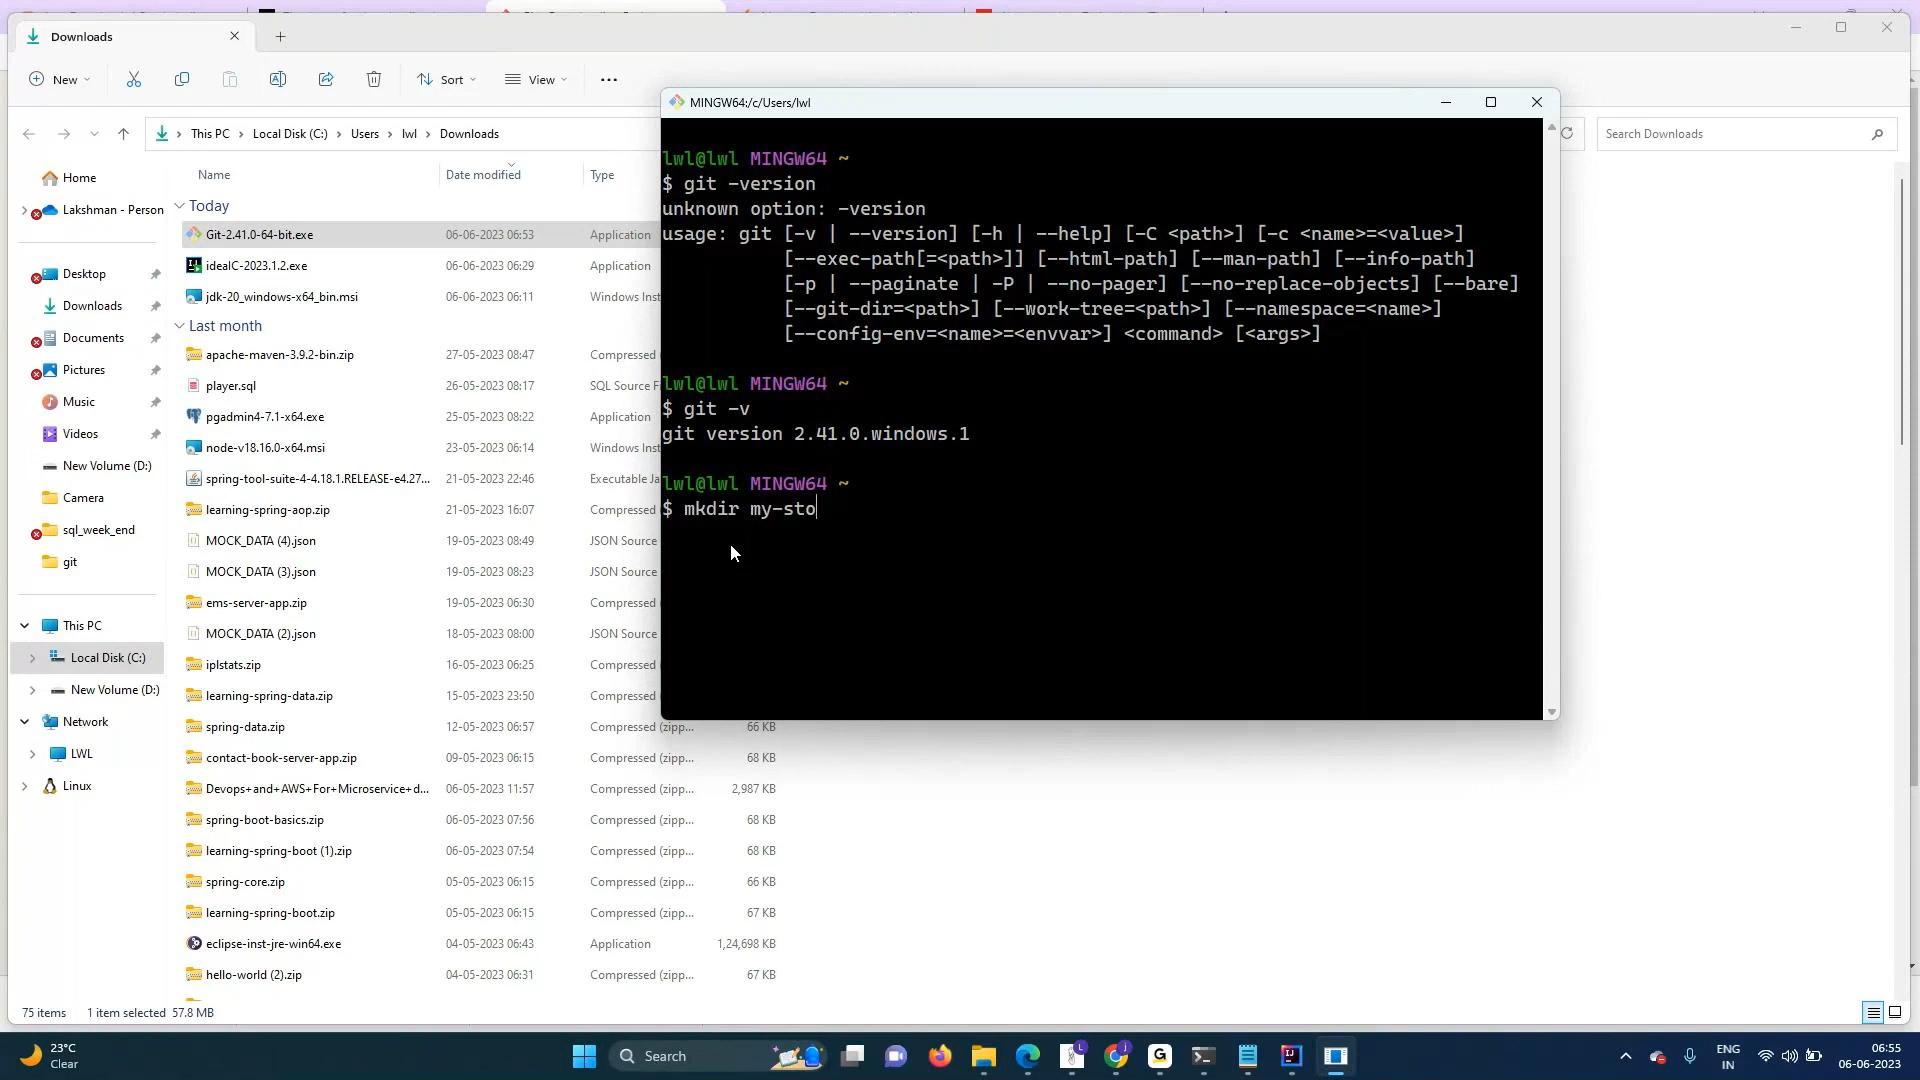 Downloads
New
Sort
View
This PC
Local Disk (C:)
Users
lwl
Downloads
Search Downloads
Home
Lakshman - Person
Desktop
Downloads
Documents
Pictures
Music
Videos
New Volume (D:)
Camera
sql_week_end
git
This PC
Local Disk (C:)
New Volume (D:)
Network
LWL
Linux
Name Date modified Type
Today
Git-2.41.0-64-bit.exe 06-06-2023 06:53 Application
ideaIC-2023.1.2.exe 06-06-2023 06:29 Application
jdk-20_windows-x64_bin.msi 06-06-2023 06:11 Windows Inst
Last month
apache-maven-3.9.2-bin.zip 27-05-2023 08:47 Compressed
player.sql 26-05-2023 08:17 SQL Source F
pgadmin4-7.1-x64.exe 25-05-2023 08:22 Application
node-v18.16.0-x64.msi 23-05-2023 06:14 Windows Inst
spring-tool-suite-4-4.18.1.RELEASE-e4.27... 21-05-2023 22:46 Executable Ja
learning-spring-aop.zip 21-05-2023 16:07 Compressed
MOCK_DATA (4).json 19-05-2023 08:49 JSON Source
MOCK_DATA (3).json 19-05-2023 08:23 JSON Source
ems-server-app.zip 19-05-2023 06:30 Compressed
MOCK_DATA (2).json 18-05-2023 08:00 JSON Source
iplstats.zip 16-05-2023 06:25 Compressed
learning-spring-data.zip 15-05-2023 23:50 Compressed
spring-data.zip 12-05-2023 06:57 Compressed (zipp... 66 KB
contact-book-server-app.zip 09-05-2023 06:15 Compressed (zipp... 68 KB
Devops+and+AWS+For+Microservice+d... 06-05-2023 11:57 Compressed (zipp... 2,987 KB
spring-boot-basics.zip 06-05-2023 07:56 Compressed (zipp... 68 KB
learning-spring-boot (1).zip 06-05-2023 07:54 Compressed (zipp... 68 KB
spring-core.zip 05-05-2023 06:15 Compressed (zipp... 66 KB
learning-spring-boot.zip 05-05-2023 06:15 Compressed (zipp... 67 KB
eclipse-inst-jre-win64.exe 04-05-2023 06:43 Application 1,24,698 KB
hello-world (2).zip 04-05-2023 06:31 Compressed (zipp... 67 KB
75 items 1 item selected 57.8 MB
MINGW64:/c/Users/lwl
lwl@lwl MINGW64 ~
$ git -version
unknown option: -version
usage: git [-v | --version] [-h | --help] [-C <path>] [-c <name>=<value>]
[--exec-path[=<path>]] [--html-path] [--man-path] [--info-path]
[-p | --paginate | -P | --no-pager] [--no-replace-objects] [--bare]
[--git-dir=<path>] [--work-tree=<path>] [--namespace=<name>]
[--config-env=<name>=<envvar>] <command> [<args>]
lwl@lwl MINGW64 ~
$ git -v
git version 2.41.0.windows.1
lwl@lwl MINGW64 ~
$ mkdir my-sto
23°C
Clear
Search
ENG
IN
06:55
06-06-2023